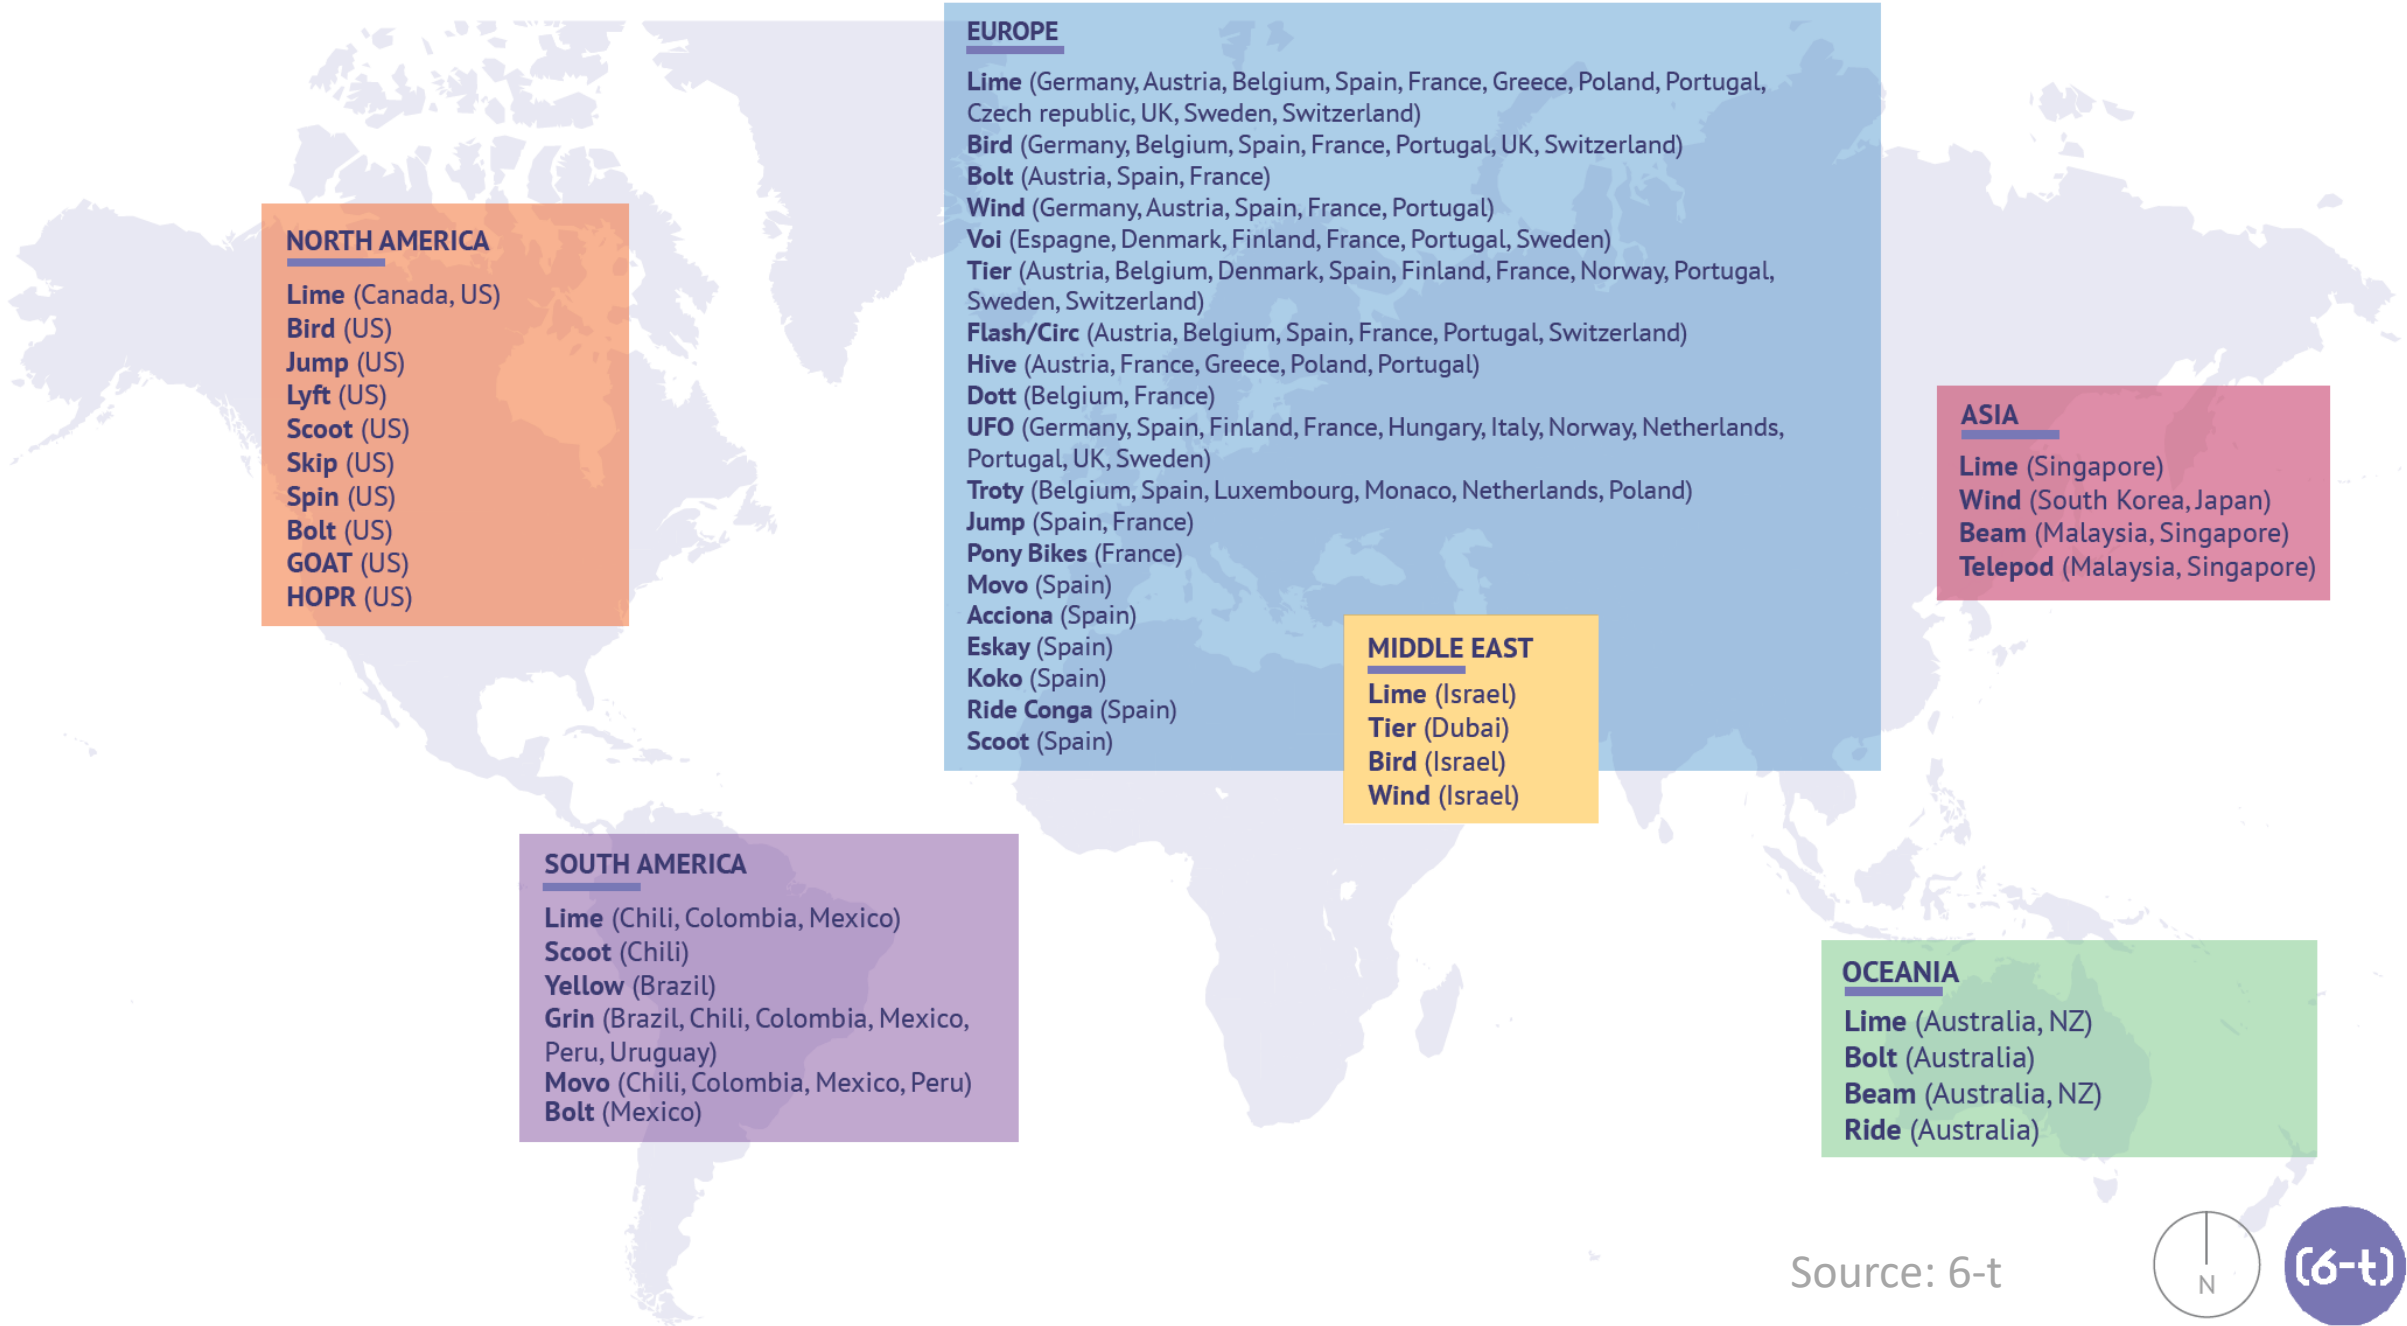 EUROPE
Lime (Germany, Austria, Belgium, Spain, France, Greece, Poland, Portugal,
Czech republic, UK, Sweden, Switzerland)
Bird (Germany, Belgium, Spain, France, Portugal, UK, Switzerland)
Bolt (Austria, Spain, France)
Wind (Germany, Austria, Spain, France, Portugal)
Voi (Espagne, Denmark, Finland, France, Portugal, Sweden)
Tier (Austria, Belgium, Denmark, Spain, Finland, France, Norway, Portugal,
Sweden, Switzerland)
Flash/Circ (Austria, Belgium, Spain, France, Portugal, Switzerland)
Hive (Austria, France, Greece, Poland, Portugal)
Dott (Belgium, France)
UFO (Germany, Spain, Finland, France, Hungary, Italy, Norway, Netherlands,
Portugal, UK, Sweden)
Troty (Belgium, Spain, Luxembourg, Monaco, Netherlands, Poland)
Jump (Spain, France)
Pony Bikes (France)
Movo (Spain)
Acciona (Spain)
Eskay (Spain)
Koko (Spain)
Ride Conga (Spain)
Scoot (Spain)
NORTH AMERICA
Lime (Canada, US)
Bird (US)
Jump (US)
Lyft (US)
Scoot (US)
Skip (US)
Spin (US)
Bolt (US)
GOAT (US)
HOPR (US)
ASIA
Lime (Singapore)
Wind (South Korea, Japan)
Beam (Malaysia, Singapore)
Telepod (Malaysia, Singapore)
MIDDLE EAST
Lime (Israel)
Tier (Dubai)
Bird (Israel)
Wind (Israel)
SOUTH AMERICA
Lime (Chili, Colombia, Mexico)
Scoot (Chili)
Yellow (Brazil)
Grin (Brazil, Chili, Colombia, Mexico,
Peru, Uruguay)
Movo (Chili, Colombia, Mexico, Peru)
Bolt (Mexico)
OCEANIA
Lime (Australia, NZ)
Bolt (Australia)
Beam (Australia, NZ)
Ride (Australia)
Source: 6-t
N
(6-t)